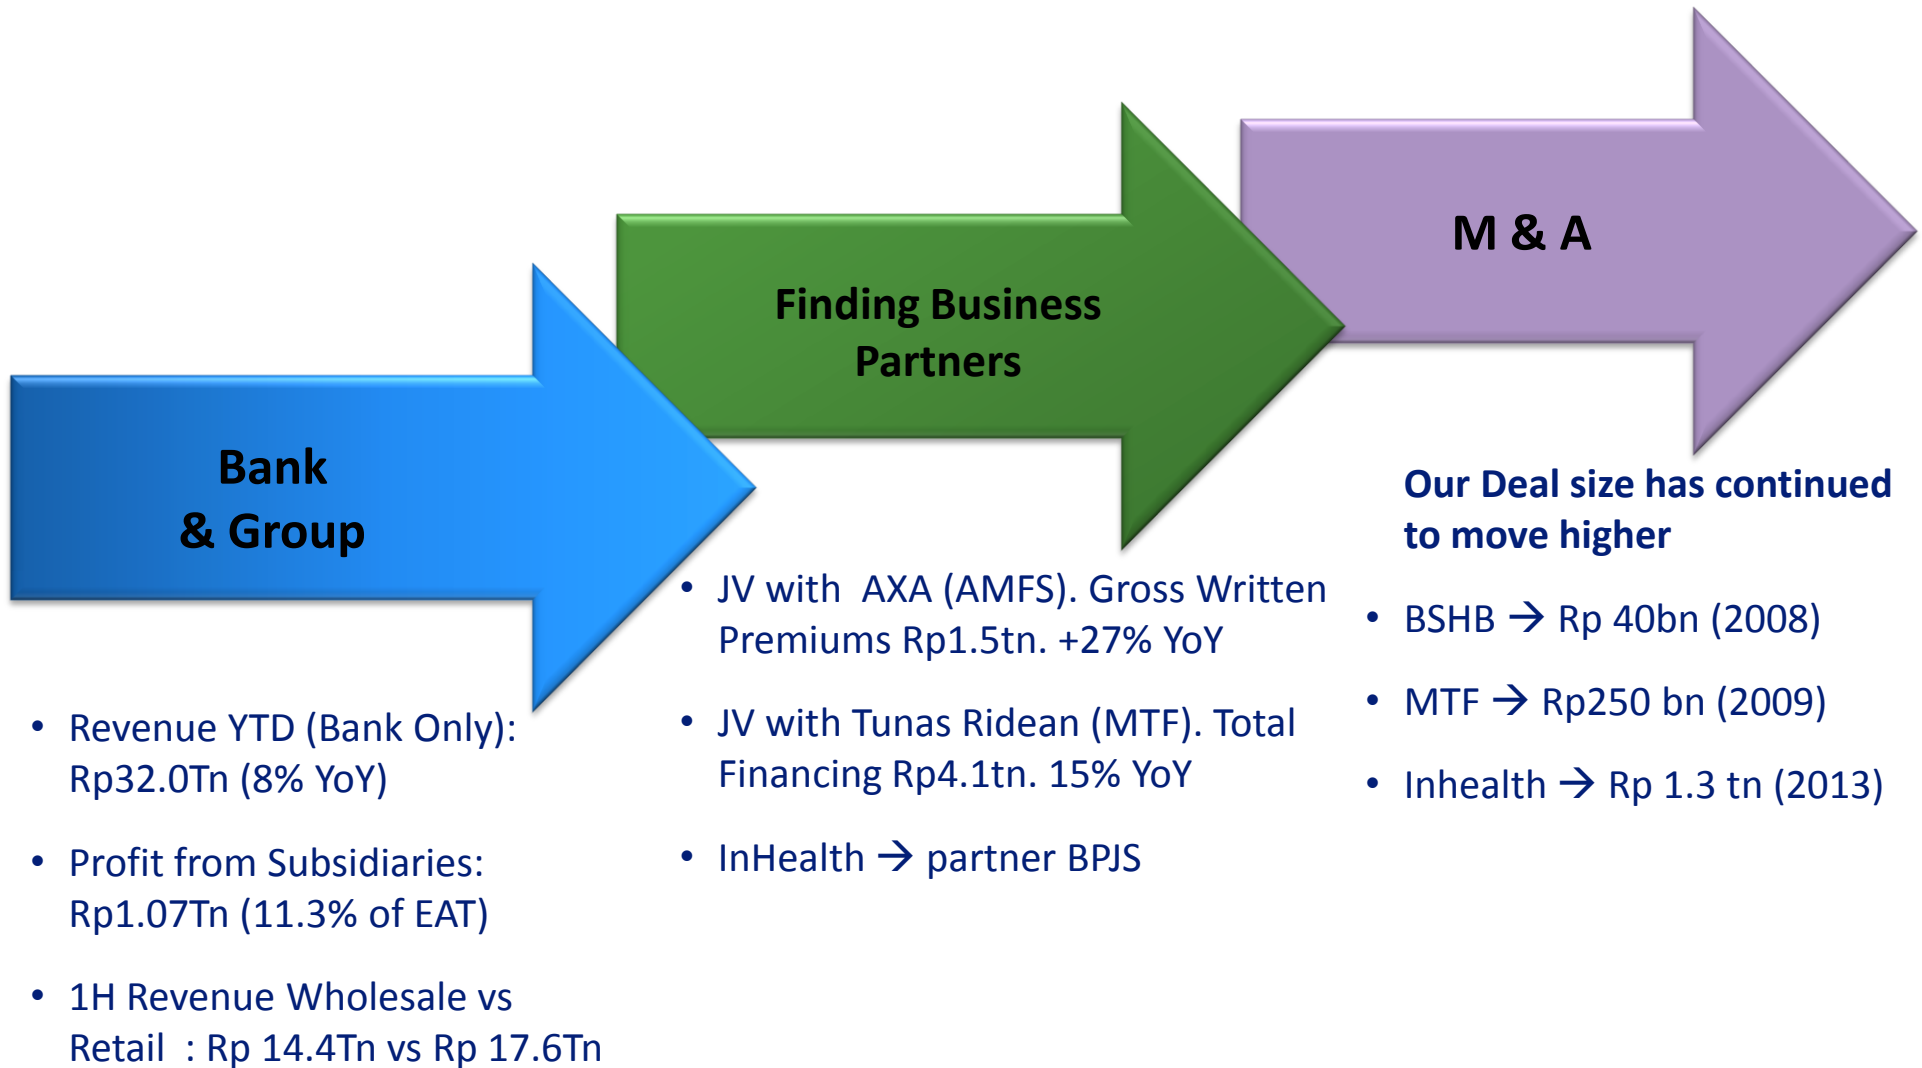 Bank
& Group
• Revenue YTD (Bank Only):
Rp32.0Tn (8% YoY)
• Profit from Subsidiaries:
Rp1.07Tn (11.3% of EAT)
• 1H Revenue Wholesale vs
Retail : Rp 14.4Tn vs Rp 17.6Tn
Finding Business
Partners
• JV with AXA (AMFS). Gross Written
Premiums Rp1.5tn. +27% YoY
• JV with Tunas Ridean (MTF). Total
Financing Rp4.1tn. 15% YoY
• InHealth → partner BPJS
M & A
Our Deal size has continued
to move higher
• BSHB → Rp 40bn (2008)
• MTF → Rp250 bn (2009)
• Inhealth → Rp 1.3 tn (2013)